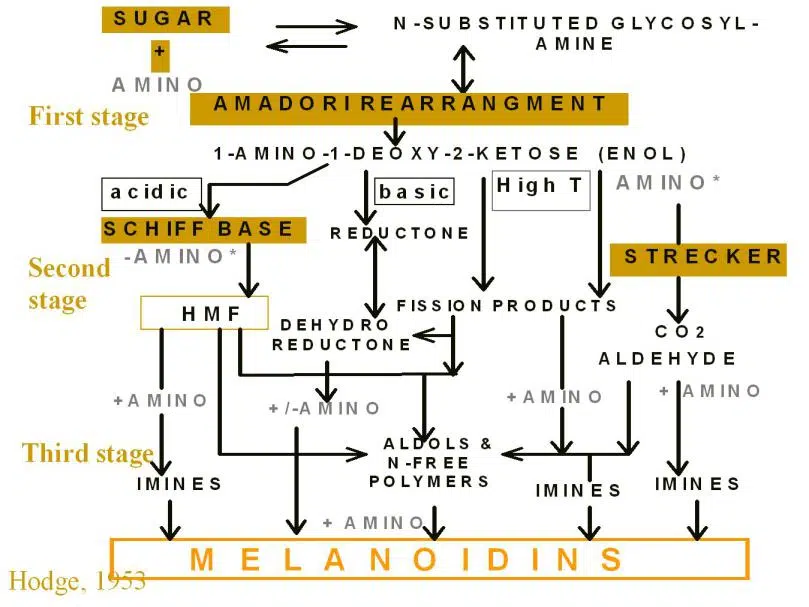 SUGAR
N-SUBSTITUTED GLYCOSYL-
AMINE
+
AMINO
First stage
AMADORI REARRANGMENT
1-AMINO-1-DEOXY-2-KETOSE (ENOL)
acidic
basic
High T
AMINO*
SCHIFF BASE
REDUCTONE
-AMINO*
STRECKER
Second
stage
HMF
FISSION PRODUCTS
DEHYDRO
REDUCTONE
CO2
ALDEHYDE
+AMINO
+/-AMINO
+AMINO
+ AMINO
Third stage
ALDOLS &
N-FREE
POLYMERS
IMINES
IMINES
IMINES
+ AMINO
MELANOIDINS
Hodge, 1953